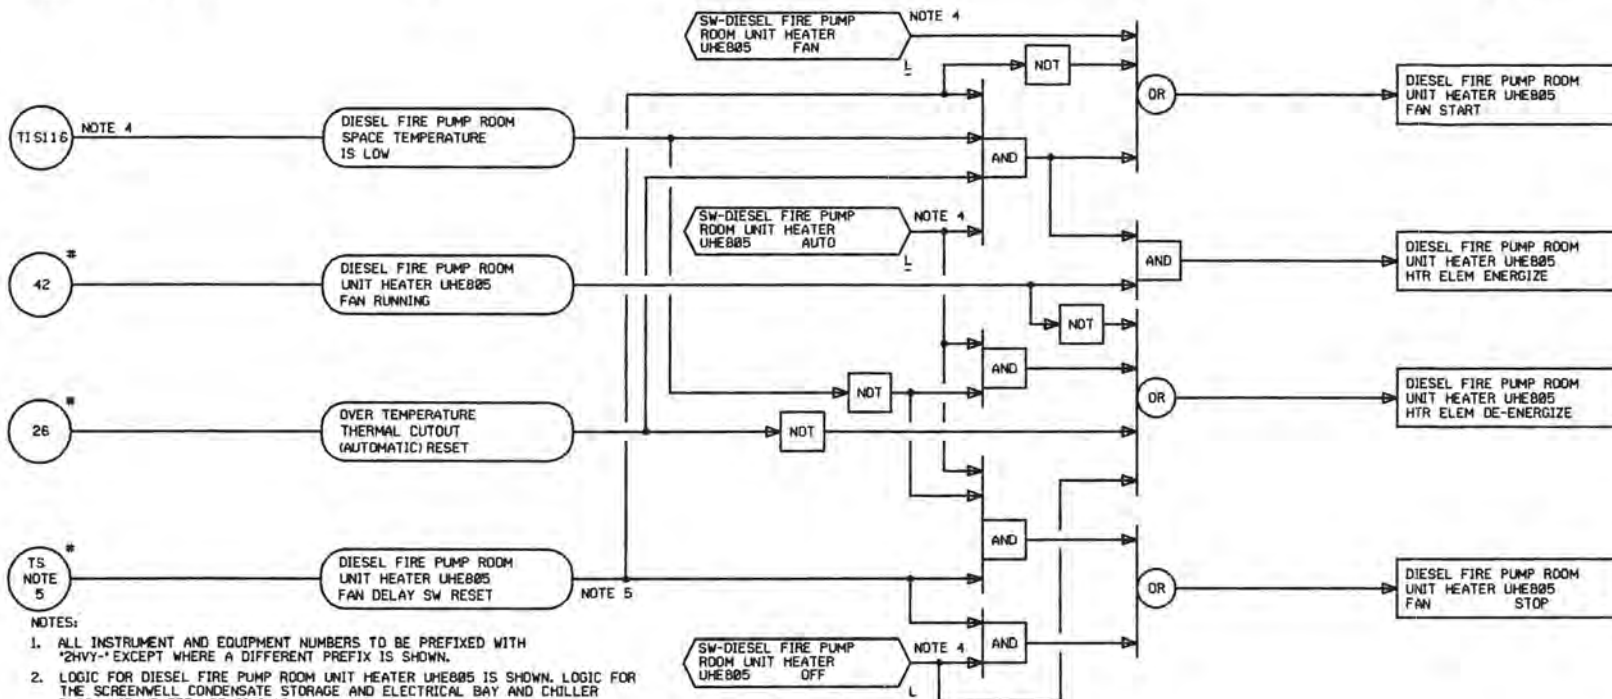 SW-DIESEL FIRE PUMP
ROOM UNIT HEATER
UHE805 FAN
NOTE 4
L
NOT
OR
DIESEL FIRE PUMP ROOM
UNIT HEATER UHE805
FAN START
TIS116
NOTE 4
DIESEL FIRE PUMP ROOM
SPACE TEMPERATURE
IS LOW
AND
SW-DIESEL FIRE PUMP
ROOM UNIT HEATER
UHE805 AUTO
NOTE 4
L
AND
DIESEL FIRE PUMP ROOM
UNIT HEATER UHE805
HTR ELEM ENERGIZE
42
#
DIESEL FIRE PUMP ROOM
UNIT HEATER UHE805
FAN RUNNING
NOT
AND
NOT
OR
DIESEL FIRE PUMP ROOM
UNIT HEATER UHE805
HTR ELEM DE-ENERGIZE
26
#
OVER TEMPERATURE
THERMAL CUTOUT
(AUTOMATIC) RESET
NOT
AND
TS
NOTE
5
#
DIESEL FIRE PUMP ROOM
UNIT HEATER UHE805
FAN DELAY SW RESET
NOTE 5
OR
DIESEL FIRE PUMP ROOM
UNIT HEATER UHE805
FAN STOP
AND
SW-DIESEL FIRE PUMP
ROOM UNIT HEATER
UHE805 OFF
NOTE 4
L
NOTES:
1. ALL INSTRUMENT AND EQUIPMENT NUMBERS TO BE PREFIXED WITH
"2HVY-" EXCEPT WHERE A DIFFERENT PREFIX IS SHOWN.
2. LOGIC FOR DIESEL FIRE PUMP ROOM UNIT HEATER UHE805 IS SHOWN. LOGIC FOR
THE SCREENWELL CONDENSATE STORAGE AND ELECTRICAL BAY AND CHILLER